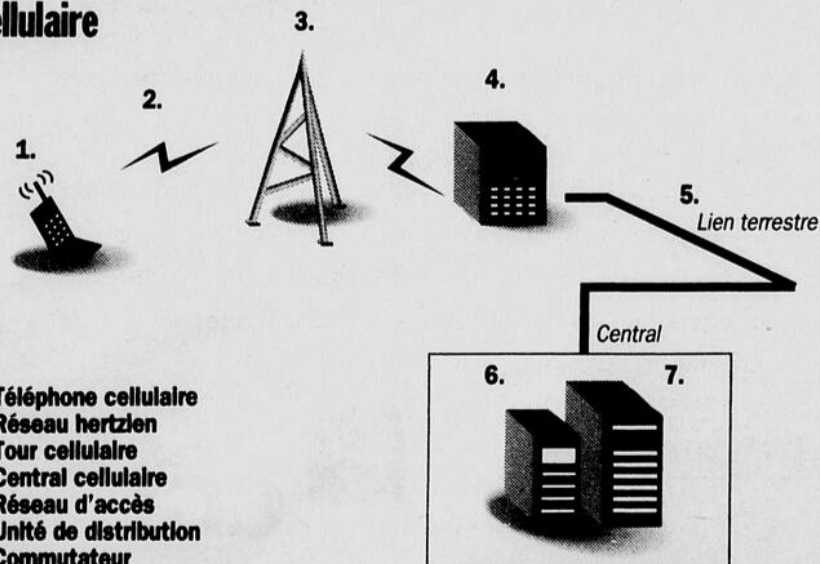 ellulaire
3.
4.
2.
1.
5.
Lien terrestre
Central
6.
7.
Téléphone cellulaire
Réseau hertzien
Tour cellulaire
Central cellulaire
Réseau d'accès
Unité de distribution
Commutateur